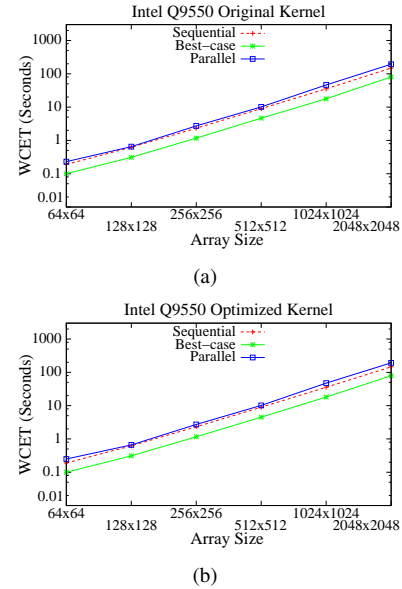 Intel Q9550 Original Kernel
Sequential
Best-case
Parallel
WCET (Seconds)
1000
100
10
1
0.1
0.01
64x64
128x128
256x256
512x512
1024x1024
2048x2048
Array Size
(a)
Intel Q9550 Optimized Kernel
Sequential
Best-case
Parallel
WCET (Seconds)
1000
100
10
1
0.1
0.01
64x64
128x128
256x256
512x512
1024x1024
2048x2048
Array Size
(b)